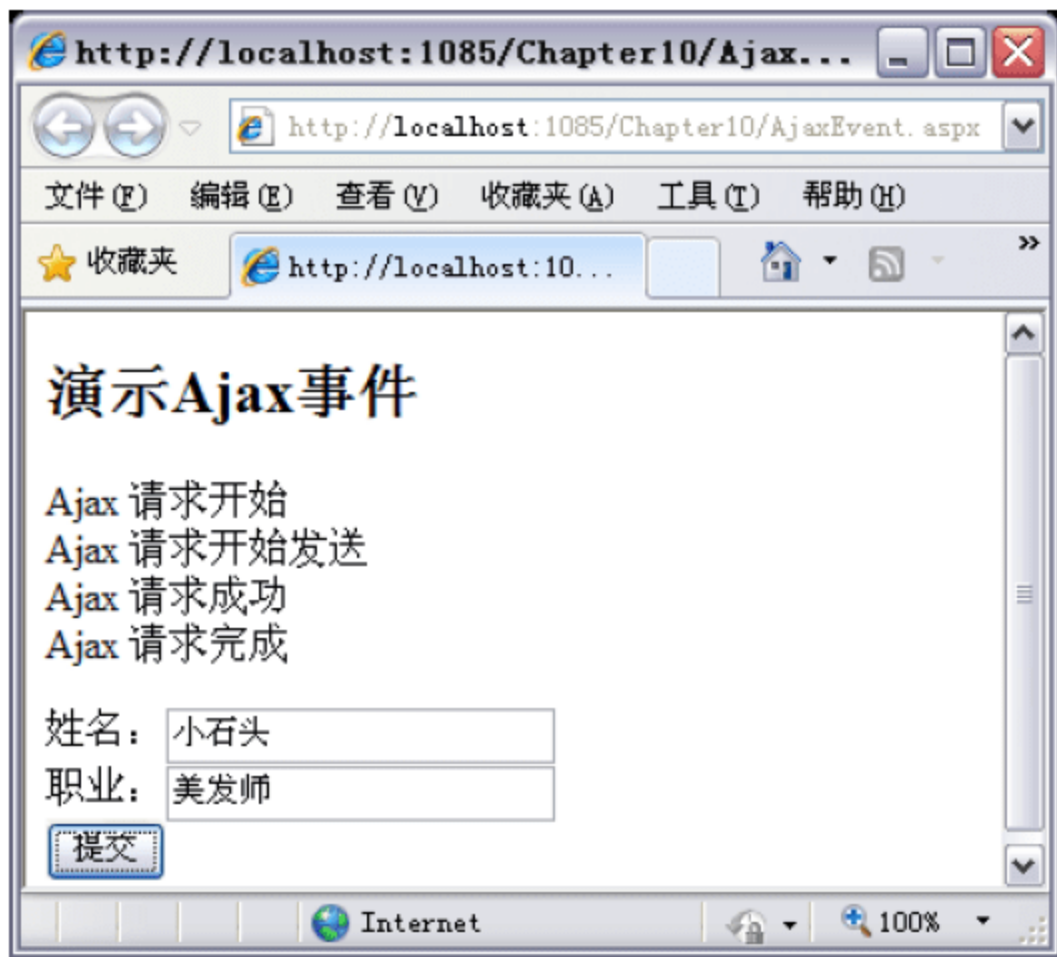 http://localhost:1085/Chapter10/Ajax...
http://localhost:1085/Chapter10/AjaxEvent.aspx
文件(F) 编辑(E) 查看(V) 收藏夹(A) 工具(T) 帮助(H)
收藏夹 http://localhost:10... »
演示Ajax事件
Ajax 请求开始
Ajax 请求开始发送
Ajax 请求成功
Ajax 请求完成
姓名：小石头
职业：美发师
提交
Internet 100%